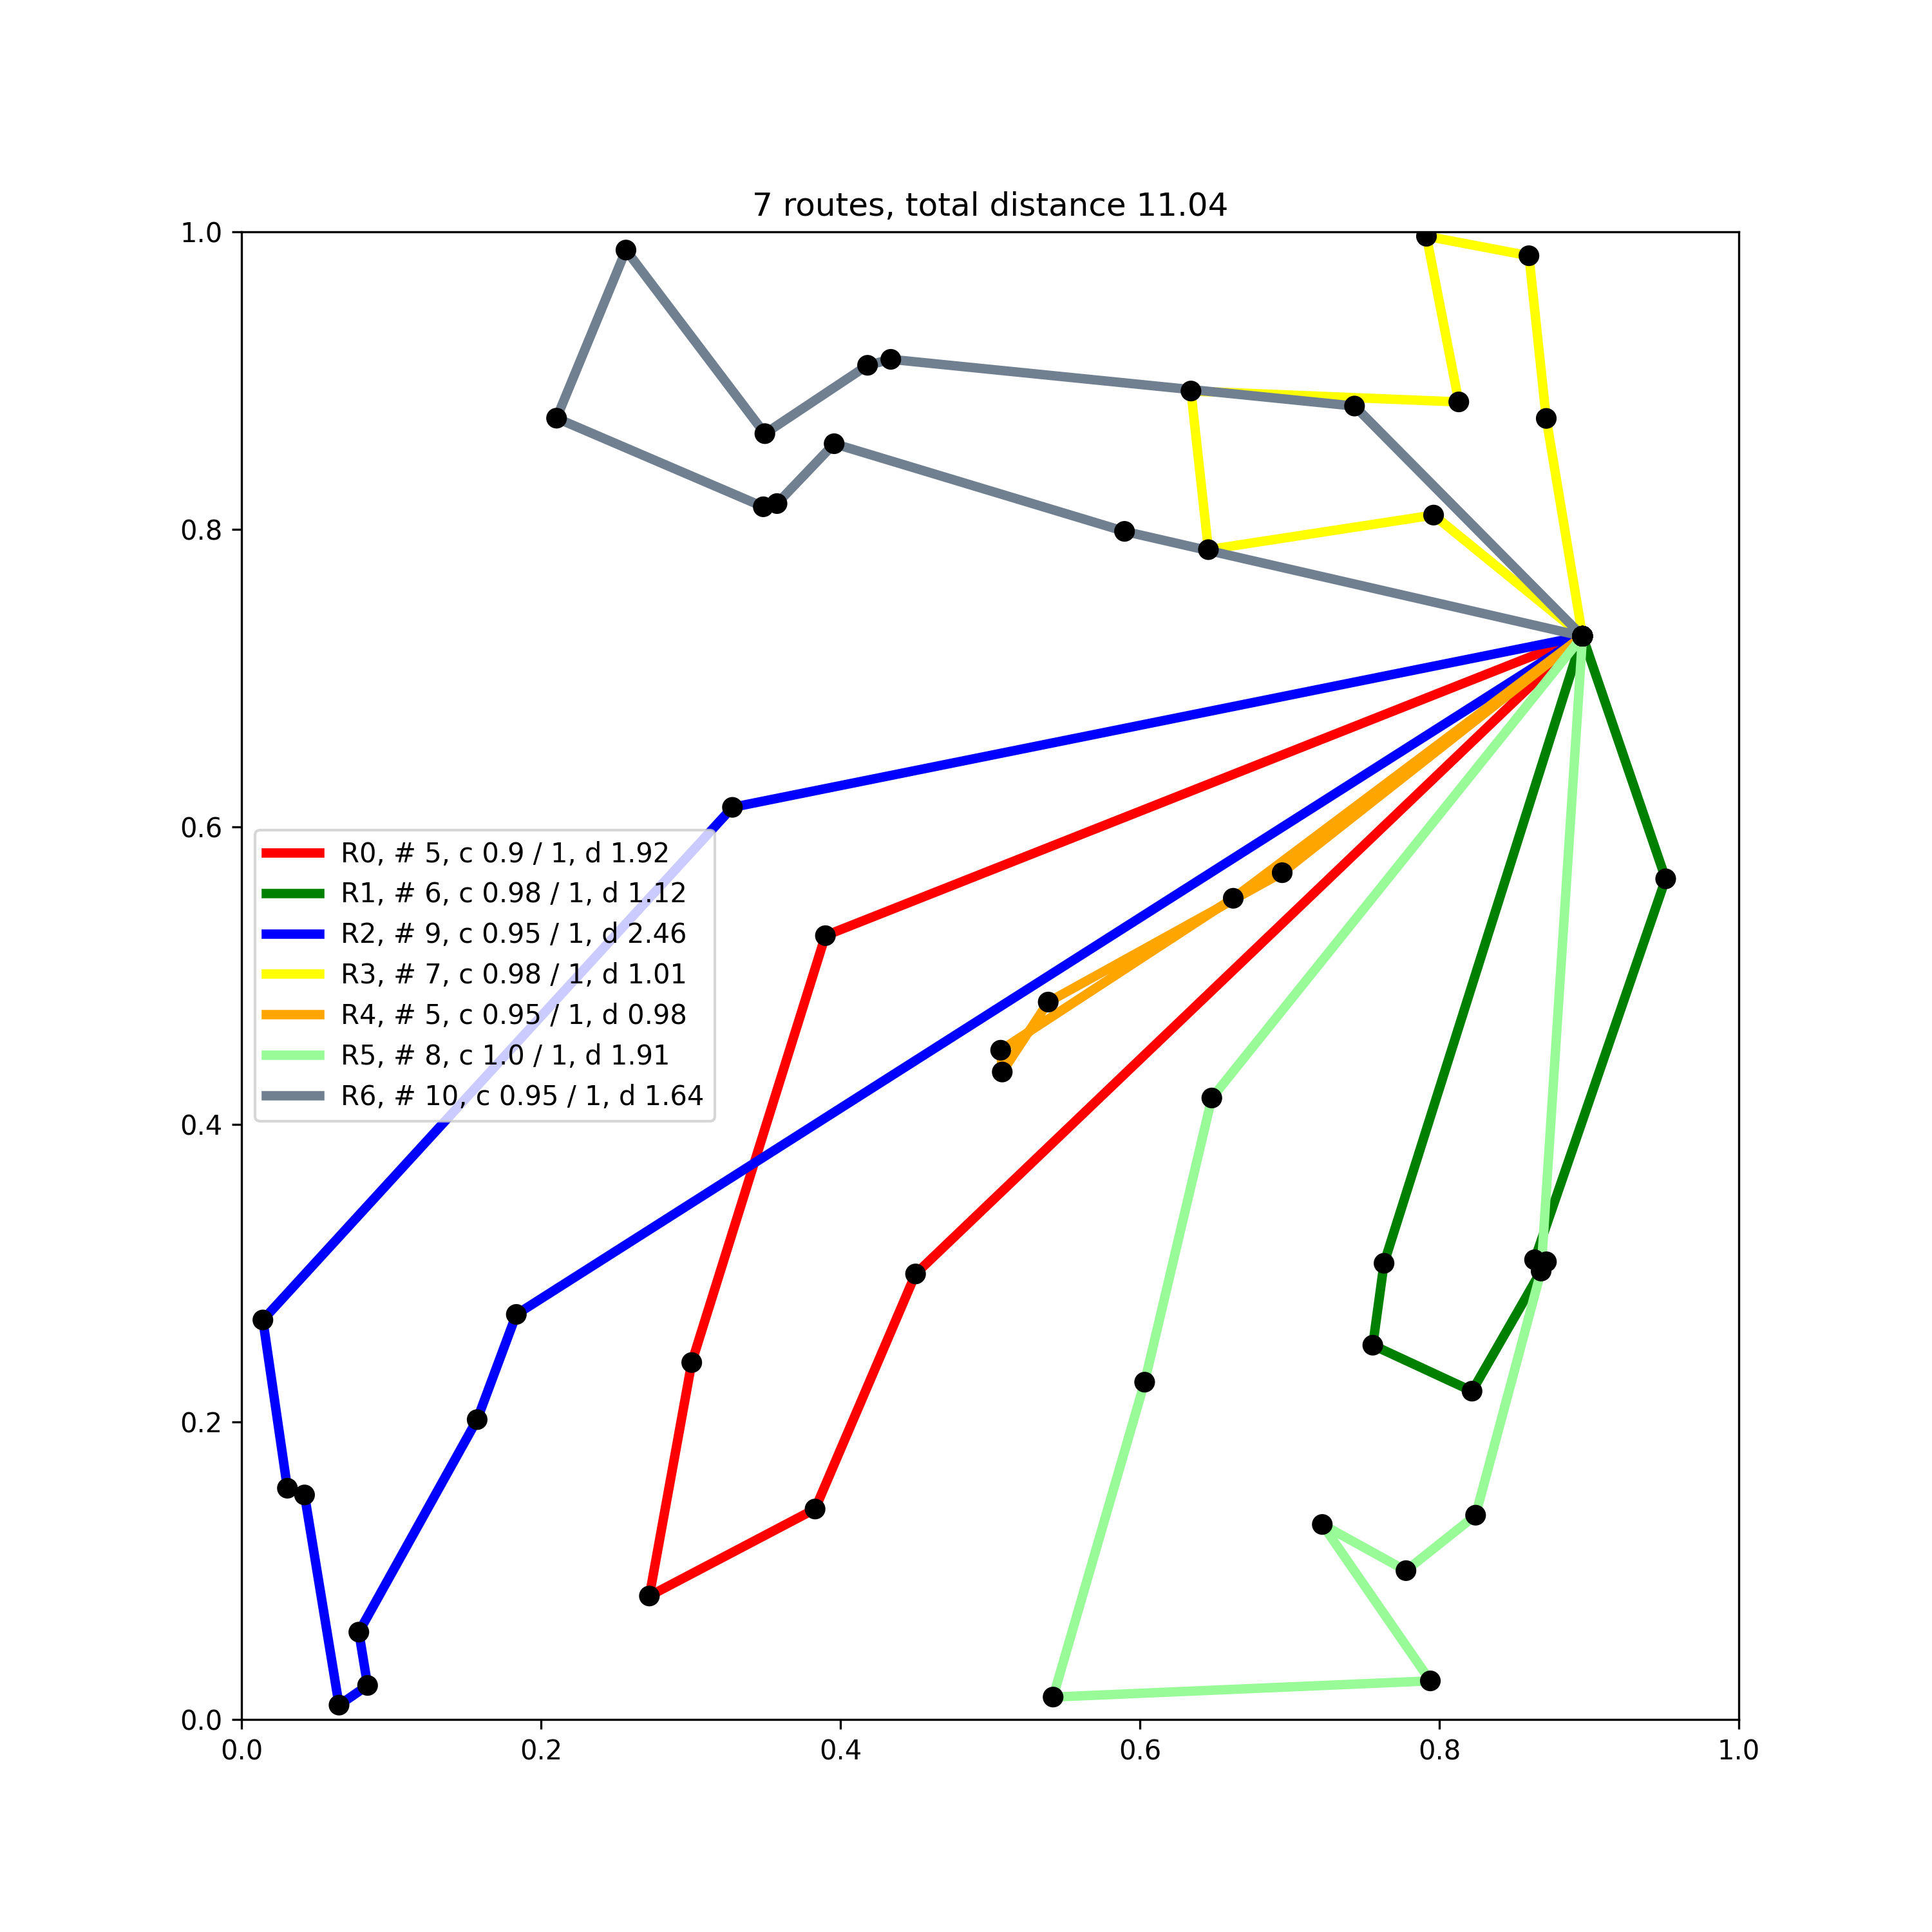 7 routes, total distance 11.04
1.0
0.8
0.6
0.4
0.2
0.0
R0, # 5, c 0.9 / 1, d 1.92
R1, # 6, c 0.98 / 1, d 1.12
R2, # 9, c 0.95 / 1, d 2.46
R3, # 7, c 0.98 / 1, d 1.01
R4, # 5, c 0.95 / 1, d 0.98
R5, # 8, c 1.0 / 1, d 1.91
R6, # 10, c 0.95 / 1, d 1.64
0.0 0.2 0.4 0.6 0.8 1.0